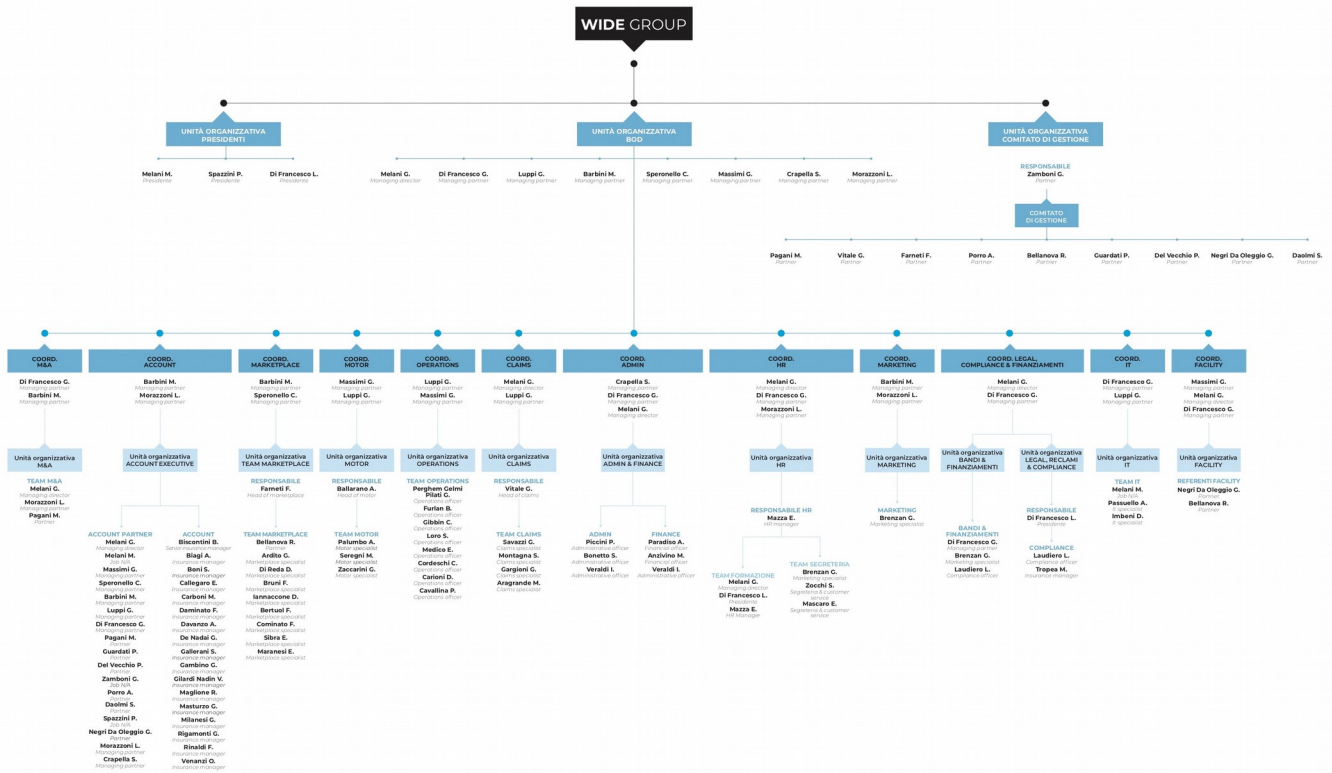 WIDE GROUP
UNITÀ ORGANIZZATIVA
PRESIDENTI
Melani M.
Presidente
Spazzini P.
Presidente
Di Francesco L.
Presidente
UNITÀ ORGANIZZATIVA
BOD
Melani G.
Managing director
Di Francesco G.
Managing partner
Luppi G.
Managing partner
Barbini M.
Managing partner
Speronello C.
Managing partner
Massimi G.
Managing partner
Crapella S.
Managing partner
Morazzoni L.
Managing partner
UNITÀ ORGANIZZATIVA
COMITATO DI GESTIONE
RESPONSABILE
Zamboni G.
Partner
COMITATO
DI GESTIONE
Pagani M.
Partner
Vitale G.
Partner
Farneti F.
Partner
Porro A.
Partner
Bellanova R.
Partner
Guardati P.
Partner
Del Vecchio P.
Partner
Negri Da Oleggio G.
Partner
Daolmi S.
Partner
COORD.
M&A
Di Francesco G.
Managing partner
Barbini M.
Managing partner
Unità organizzativa
M&A
TEAM M&A
Melani G.
Managing director
Morazzoni L.
Managing partner
Pagani M.
Partner
COORD.
ACCOUNT
Barbini M.
Managing partner
Morazzoni L.
Managing partner
Unità organizzativa
ACCOUNT EXECUTIVE
ACCOUNT PARTNER
Melani G.
Managing director
Melani M.
Job N/A
Massimi G.
Managing partner
Speronello C.
Managing partner
Barbini M.
Managing partner
Luppi G.
Managing partner
Di Francesco G.
Managing partner
Pagani M.
Partner
Guardati P.
Partner
Del Vecchio P.
Partner
Zamboni G.
Job N/A
Porro A.
Partner
Daolmi S.
Partner
Spazzini P.
Job N/A
Negri Da Oleggio G.
Partner
Morazzoni L.
Managing partner
Crapella S.
Managing partner
ACCOUNT
Biscontini B.
Senior insurance manager
Biagi A.
Insurance manager
Boni S.
Insurance manager
Callegaro E.
Insurance manager
Carboni M.
Insurance manager
Daminato F.
Insurance manager
Davanzo A.
Insurance manager
De Nadai G.
Insurance manager
Gallerani S.
Insurance manager
Gambino G.
Insurance manager
Gilardi Nadin V.
Insurance manager
Maglione R.
Insurance manager
Masturzo G.
Insurance manager
Milanesi G.
Insurance manager
Rigamonti G.
Insurance manager
Rinaldi F.
Insurance manager
Venanzi O.
Insurance manager
COORD.
MARKETPLACE
Barbini M.
Managing partner
Speronello C.
Managing partner
Unità organizzativa
TEAM MARKETPLACE
RESPONSABILE
Farneti F.
Head of marketplace
TEAM MARKETPLACE
Bellanova R.
Partner
Ardito G.
Marketplace specialist
Di Reda D.
Marketplace specialist
Bruni F.
Marketplace specialist
Iannaccone D.
Marketplace specialist
Bertuol F.
Marketplace specialist
Cominato F.
Marketplace specialist
Sibra E.
Marketplace specialist
Maranesi E.
Marketplace specialist
COORD.
MOTOR
Massimi G.
Managing partner
Luppi G.
Managing partner
Unità organizzativa
MOTOR
RESPONSABILE
Ballarano A.
Head of motor
TEAM MOTOR
Palumbo A.
Motor specialist
Seregni M.
Motor specialist
Zaccarini G.
Motor specialist
COORD.
OPERATIONS
Luppi G.
Managing partner
Massimi G.
Managing partner
Unità organizzativa
OPERATIONS
TEAM OPERATIONS
Perghem Gelmi
Pilati G.
Operations officer
Furlan B.
Operations officer
Gibbin C.
Operations officer
Loro S.
Operations officer
Medico E.
Operations officer
Cordeschi C.
Operations officer
Carioni D.
Operations officer
Cavallina P.
Operations officer
COORD.
CLAIMS
Melani G.
Managing director
Luppi G.
Managing partner
Unità organizzativa
CLAIMS
RESPONSABILE
Vitale G.
Head of claims
TEAM CLAIMS
Savazzi G.
Claims specialist
Montagna S.
Claims specialist
Gargioni G.
Claims specialist
Aragrande M.
Claims specialist
COORD.
ADMIN
Crapella S.
Managing partner
Di Francesco G.
Managing partner
Melani G.
Managing director
Unità organizzativa
ADMIN & FINANCE
ADMIN
Piccini P.
Administrative officer
Bonetto S.
Administrative officer
Veraldi I.
Administrative officer
FINANCE
Paradiso A.
Financial officer
Anzivino M.
Financial officer
Veraldi I.
Administrative officer
COORD.
HR
Melani G.
Managing director
Di Francesco G.
Managing partner
Morazzoni L.
Managing partner
Unità organizzativa
HR
RESPONSABILE HR
Mazza E.
HR manager
TEAM FORMAZIONE
Melani G.
Managing director
Di Francesco L.
Presidente
Mazza E.
HR Manager
TEAM SEGRETERIA
Brenzan G.
Marketing specialist
Zocchi S.
Segreteria & customer
service
Mascaro E.
Segreteria & customer
service
COORD.
MARKETING
Barbini M.
Managing partner
Morazzoni L.
Managing partner
Unità organizzativa
MARKETING
MARKETING
Brenzan G.
Marketing specialist
COORD. LEGAL,
COMPLIANCE & FINANZIAMENTI
Melani G.
Managing director
Di Francesco G.
Managing partner
Unità organizzativa
BANDI &
FINANZIAMENTI
BANDI &
FINANZIAMENTI
Di Francesco G.
Managing partner
Brenzan G.
Marketing specialist
Laudiero L.
Compliance officer
Unità organizzativa
LEGAL, RECLAMI
& COMPLIANCE
RESPONSABILE
Di Francesco L.
Presidente
COMPLIANCE
Laudiero L.
Compliance officer
Tropea M.
Insurance manager
COORD.
IT
Di Francesco G.
Managing partner
Luppi G.
Managing partner
Unità organizzativa
IT
TEAM IT
Melani M.
Job N/A
Passuello A.
It specialist
Imbeni D.
It specialist
COORD.
FACILITY
Massimi G.
Managing partner
Melani G.
Managing director
Di Francesco G.
Managing partner
Unità organizzativa
FACILITY
REFERENTI FACILITY
Negri Da Oleggio G.
Partner
Bellanova R.
Partner